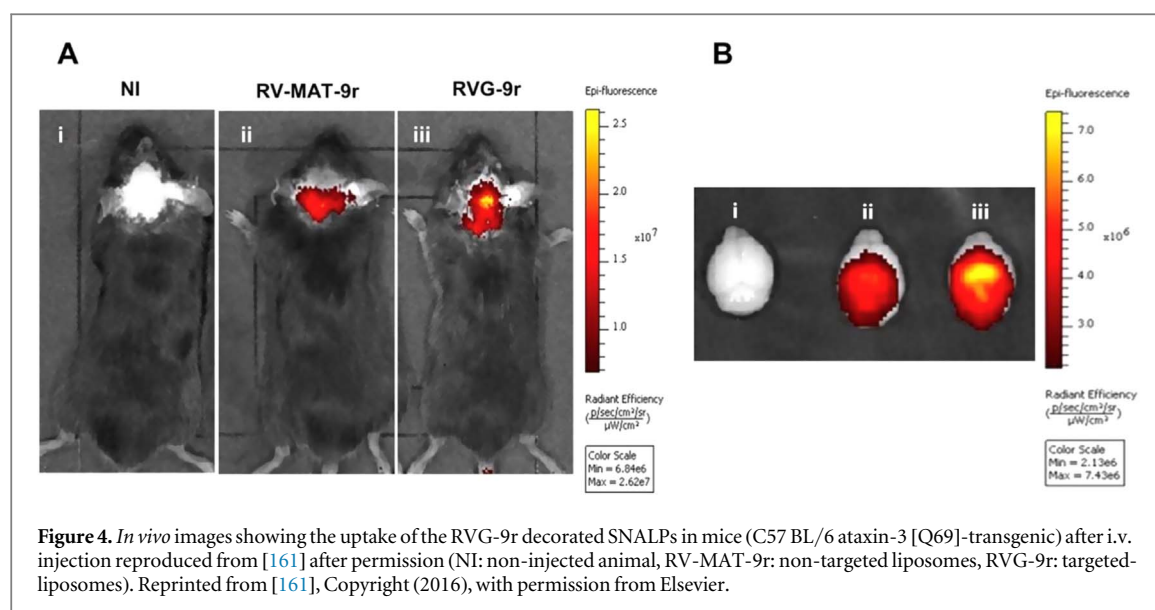 A
NI
RV-MAT-9r
RVG-9r
i
ii
iii
Epi-fluorescence
2.5
2.0
x10⁷
1.5
1.0
Radiant Efficiency
(p/sec/cm²/sr / µW/cm²)
Color Scale
Min = 6.84e6
Max = 2.62e7
B
i
ii
iii
Epi-fluorescence
7.0
6.0
5.0
x10⁶
4.0
3.0
Radiant Efficiency
(p/sec/cm²/sr / µW/cm²)
Color Scale
Min = 2.13e6
Max = 7.43e6
Figure 4. In vivo images showing the uptake of the RVG-9r decorated SNALPs in mice (C57 BL/6 ataxin-3 [Q69]-transgenic) after i.v.
injection reproduced from [161] after permission (NI: non-injected animal, RV-MAT-9r: non-targeted liposomes, RVG-9r: targeted-
liposomes). Reprinted from [161], Copyright (2016), with permission from Elsevier.